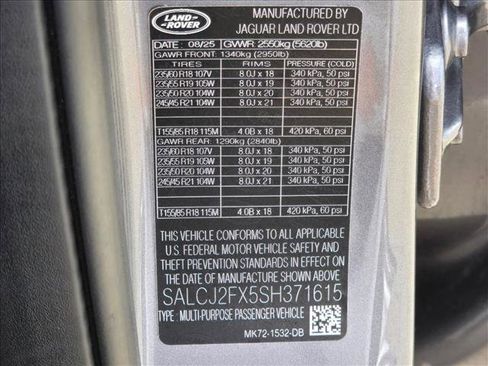 LAND-
ROVER
MANUFACTURED BY
JAGUAR LAND ROVER LTD
DATE : 08/25 GVWR: 2550kg (5620lb)
GAWR FRONT: 1340kg (2950lb)
TIRES RIMS PRESSURE (COLD)
235/60 R18 107V 8.0J x 18 340 kPa, 50 psi
235/55 R19 105W 8.0J x 19 340 kPa, 50 psi
235/50 R20 104W 8.0J x 20 340 kPa, 50 psi
245/45 R21 104W 8.0J x 21 340 kPa, 50 psi
T155/85 R18 115M 4.0B x 18 420 kPa, 60 psi
GAWR REAR: 1290kg (2840lb)
235/60 R18 107V 8.0J x 18 340 kPa, 50 psi
235/55 R19 105W 8.0J x 19 340 kPa, 50 psi
235/50 R20 104W 8.0J x 20 340 kPa, 50 psi
245/45 R21 104W 8.0J x 21 340 kPa, 50 psi
T155/85 R18 115M 4.0B x 18 420 kPa, 60 psi
THIS VEHICLE CONFORMS TO ALL APPLICABLE
U.S. FEDERAL MOTOR VEHICLE SAFETY AND
THEFT PREVENTION STANDARDS IN EFFECT ON
THE DATE OF MANUFACTURE SHOWN ABOVE.
SALCJ2FX5SH371615
TYPE : MULTI-PURPOSE PASSENGER VEHICLE
MK72-1532-DB